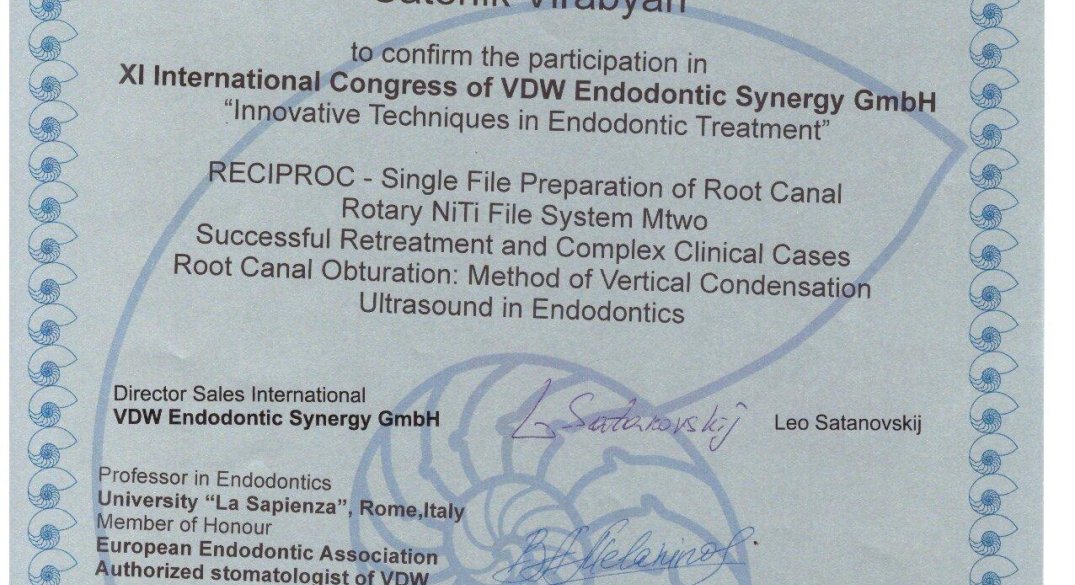 Virabyan
to confirm the participation in
XI International Congress of VDW Endodontic Synergy GmbH
“Innovative Techniques in Endodontic Treatment”
RECIPROC - Single File Preparation of Root Canal
Rotary NiTi File System Mtwo
Successful Retreatment and Complex Clinical Cases
Root Canal Obturation: Method of Vertical Condensation
Ultrasound in Endodontics
Director Sales International
VDW Endodontic Synergy GmbH
L Satanovskij
Leo Satanovskij
Professor in Endodontics
University “La Sapienza”, Rome,Italy
Member of Honour
European Endodontic Association
Authorized stomatologist of VDW